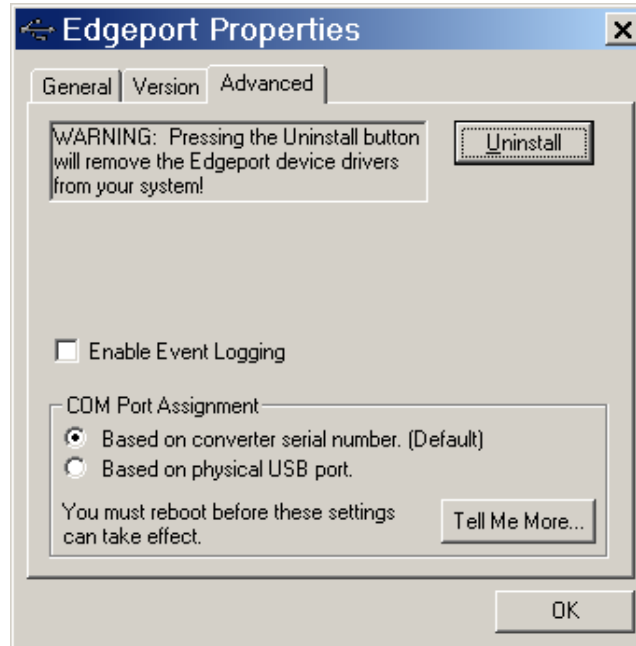 Edgeport Properties
General Version Advanced
WARNING: Pressing the Uninstall button
will remove the Edgeport device drivers
from your system!
Uninstall
Enable Event Logging
COM Port Assignment
Based on converter serial number. (Default)
Based on physical USB port.
You must reboot before these settings
can take effect.
Tell Me More...
OK